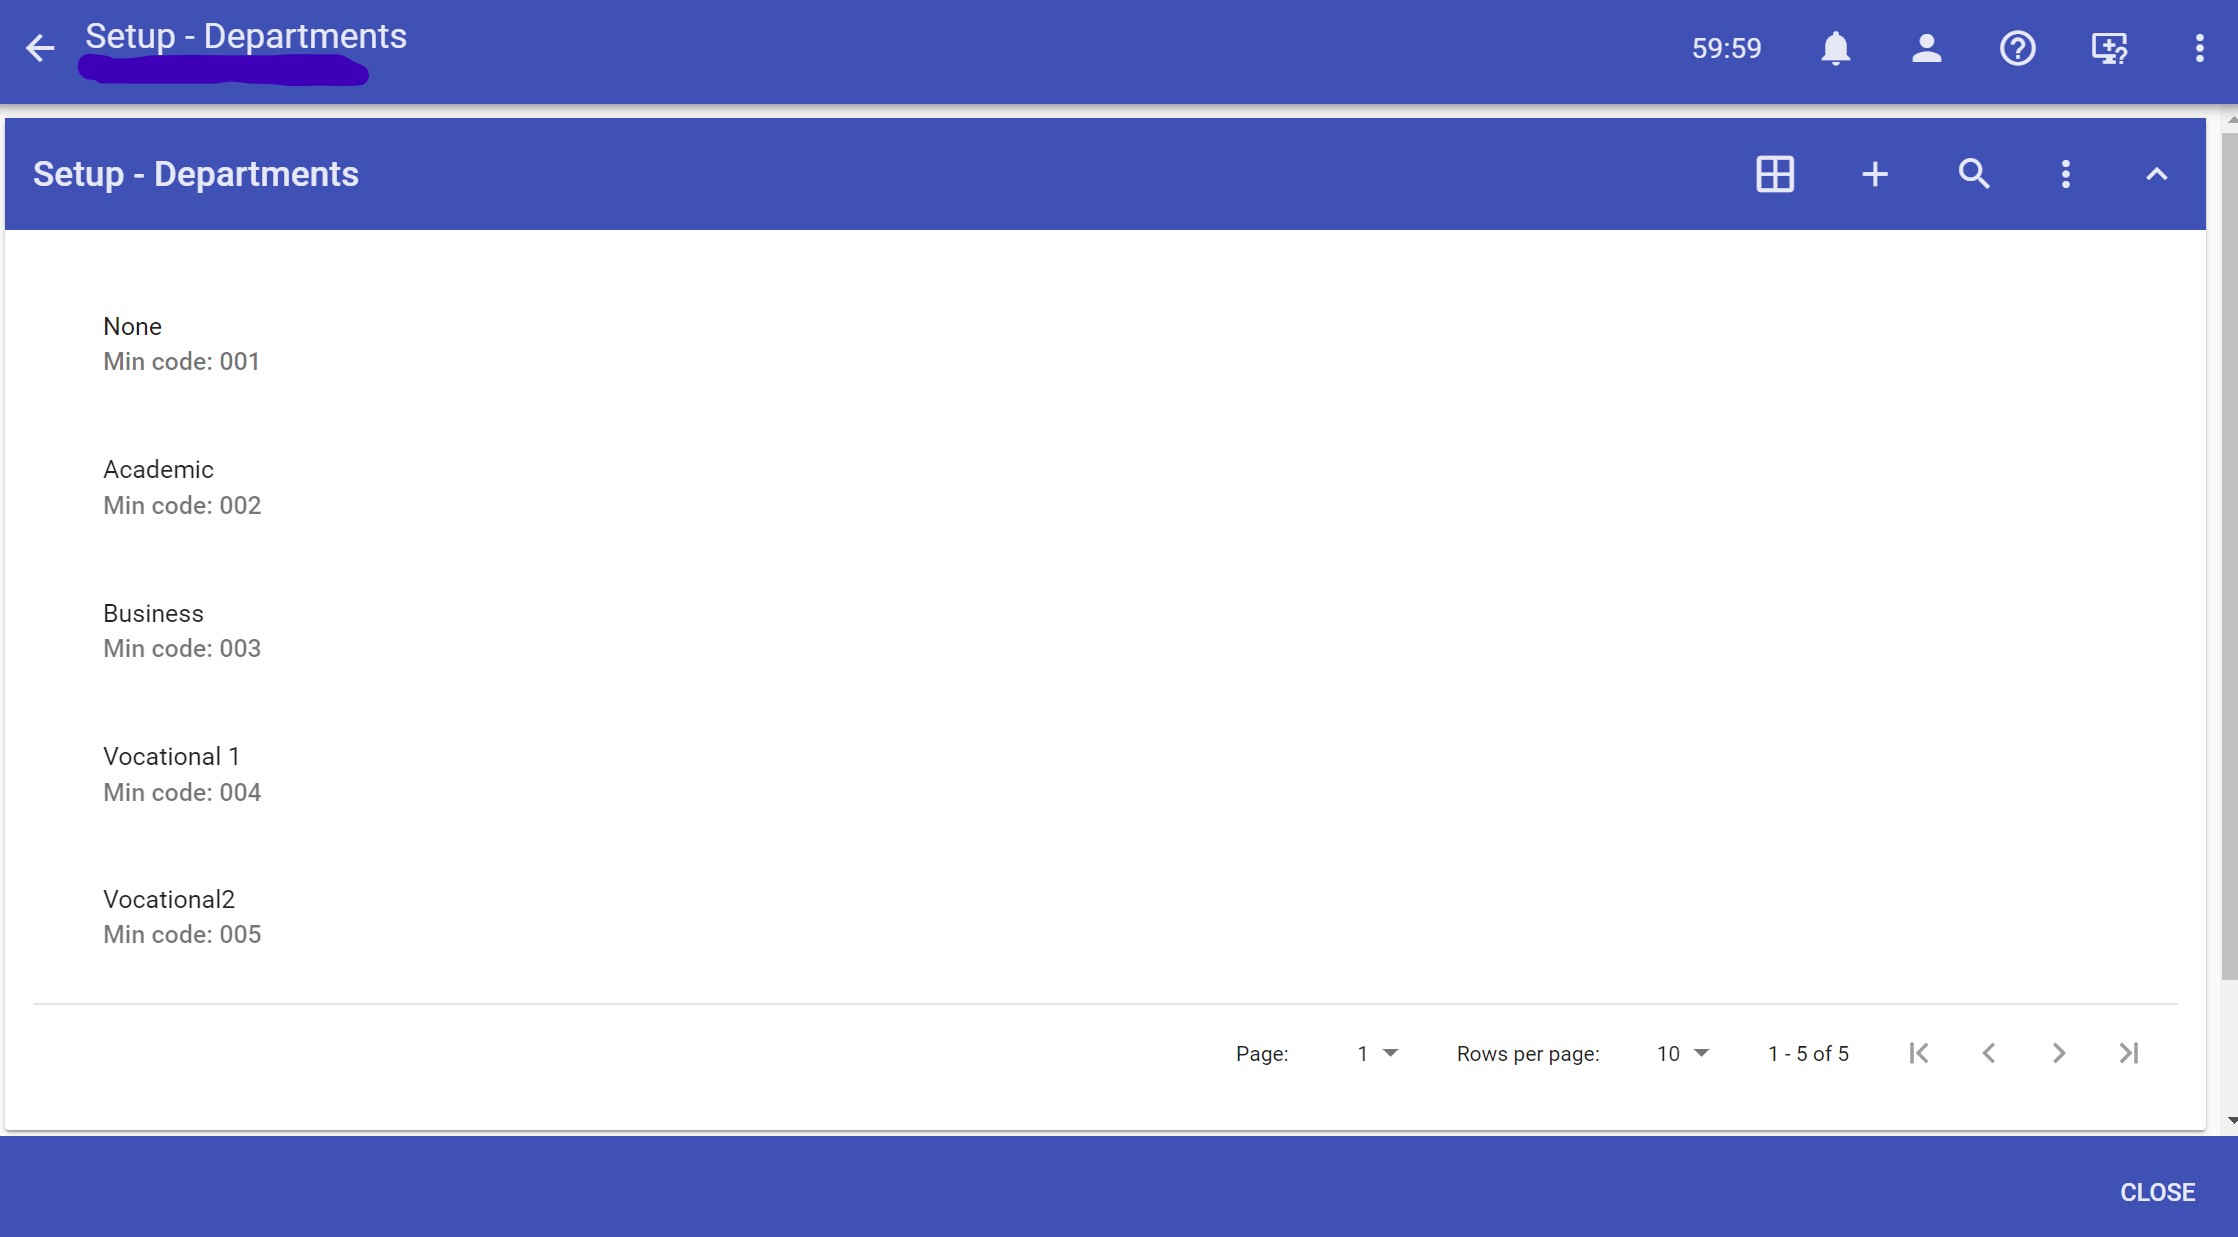 Setup - Departments
59:59
Setup - Departments
None
Min code: 001
Academic
Min code: 002
Business
Min code: 003
Vocational 1
Min code: 004
Vocational2
Min code: 005
Page: 1 Rows per page: 10 1 - 5 of 5
CLOSE